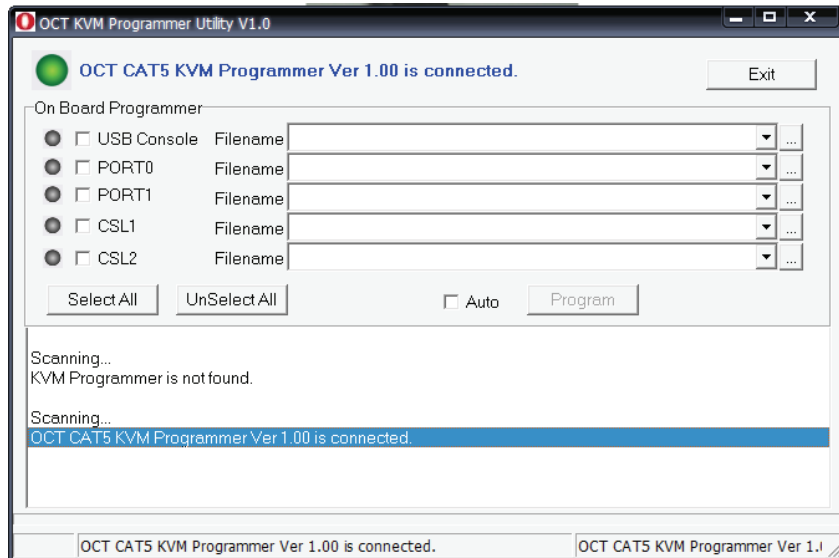 OCT KVM Programmer Utility V1.0
OCT CAT5 KVM Programmer Ver 1.00 is connected.
Exit
On Board Programmer
USB Console Filename ...
PORT0 Filename ...
PORT1 Filename ...
CSL1 Filename ...
CSL2 Filename ...
Select All UnSelect All Auto Program
Scanning...
KVM Programmer is not found.
Scanning...
OCT CAT5 KVM Programmer Ver 1.00 is connected.
OCT CAT5 KVM Programmer Ver 1.00 is connected. OCT CAT5 KVM Programmer Ver 1.(